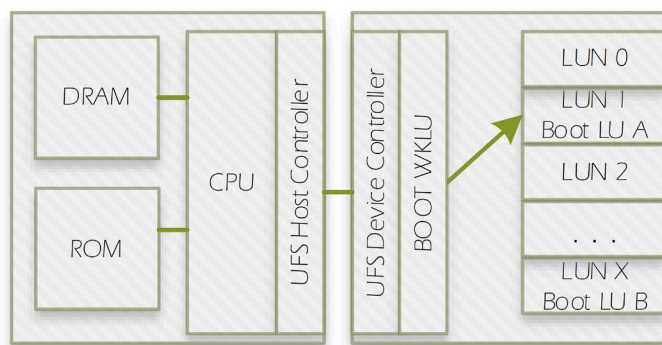 DRAM
ROM
CPU
UFS Host Controller
UFS Device Controller
BOOT WKLU
LUN 0
LUN 1
Boot LU A
LUN 2
. . .
LUN X
Boot LU B